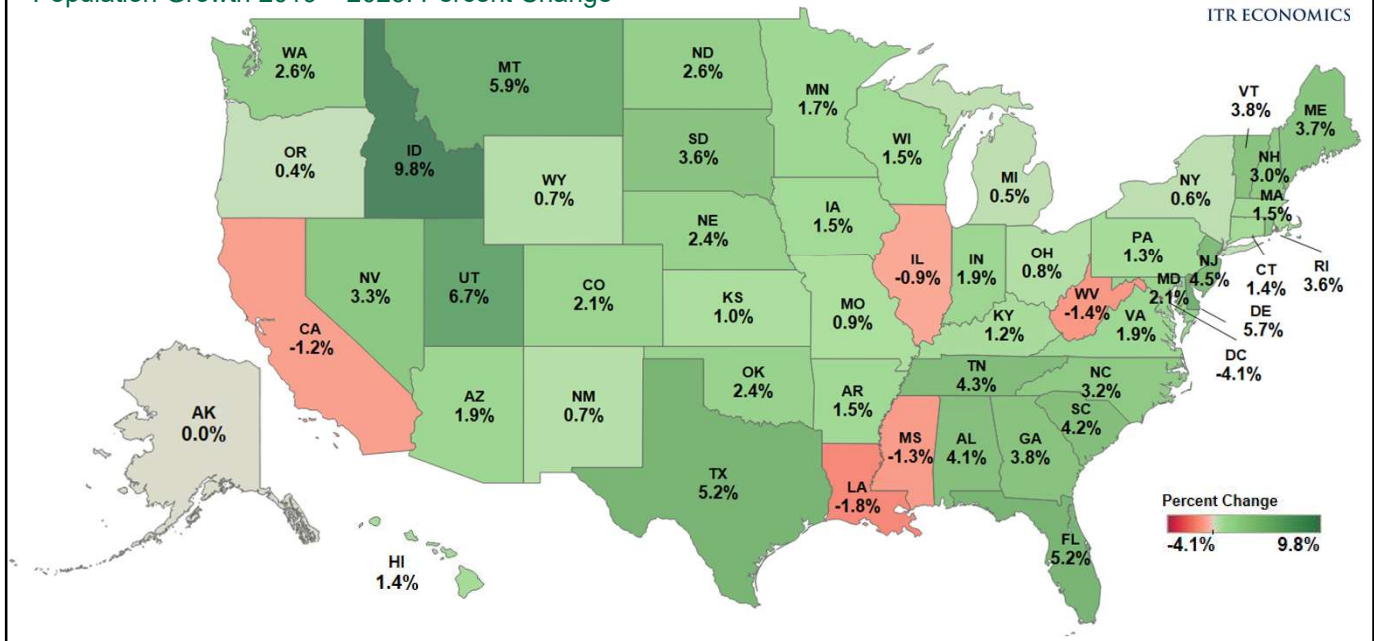 Population Growth 2019 – 2023: Percent Change
ITR ECONOMICS
WA
2.6%
MT
5.9%
ND
2.6%
MN
1.7%
VT
3.8%
ME
3.7%
OR
0.4%
ID
9.8%
WY
0.7%
SD
3.6%
WI
1.5%
MI
0.5%
NY
0.6%
NH
3.0%
MA
1.5%
NE
2.4%
IA
1.5%
NV
3.3%
UT
6.7%
CO
2.1%
KS
1.0%
MO
0.9%
IL
-0.9%
IN
1.9%
OH
0.8%
PA
1.3%
NJ
4.5%
CT
1.4%
RI
3.6%
MD
2.1%
DE
5.7%
DC
-4.1%
WV
-1.4%
VA
1.9%
KY
1.2%
CA
-1.2%
AZ
1.9%
NM
0.7%
OK
2.4%
AR
1.5%
TN
4.3%
NC
3.2%
SC
4.2%
AK
0.0%
TX
5.2%
LA
-1.8%
MS
-1.3%
AL
4.1%
GA
3.8%
FL
5.2%
HI
1.4%
Percent Change
-4.1% 9.8%